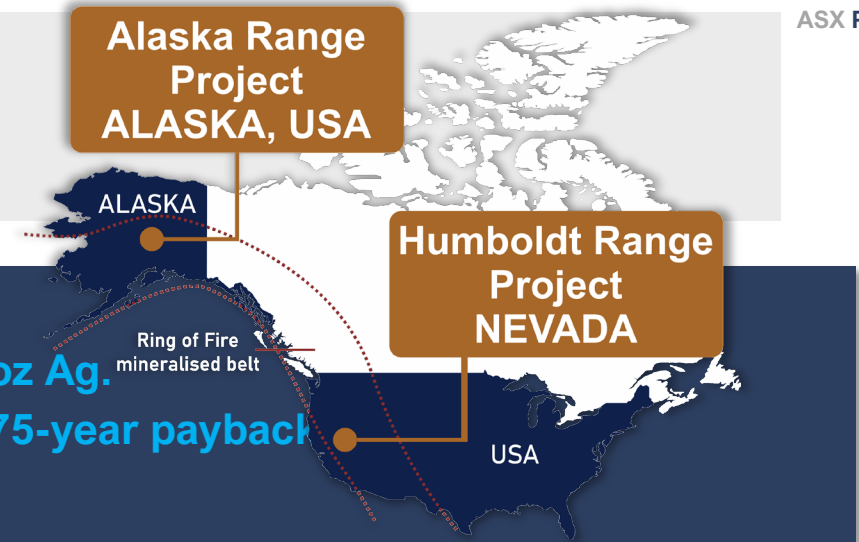 ASX
Alaska Range
Project
ALASKA, USA
ALASKA
Humboldt Range
Project
NEVADA
Ring of Fire
mineralised belt
oz Ag.
75-year payback
USA